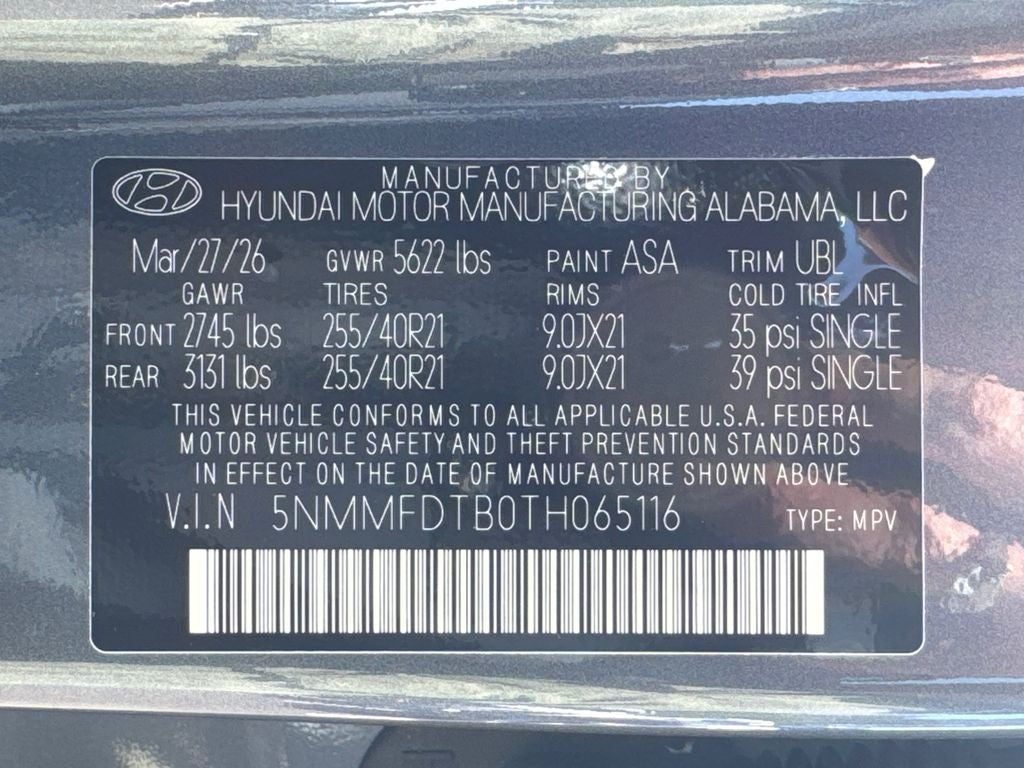 MANUFACTURED BY
HYUNDAI MOTOR MANUFACTURING ALABAMA, LLC
Mar/27/26 GVWR 5622 lbs PAINT ASA TRIM UBL
GAWR TIRES RIMS COLD TIRE INFL
FRONT 2745 lbs 255/40R21 9.0JX21 35 psi SINGLE
REAR 3131 lbs 255/40R21 9.0JX21 39 psi SINGLE
THIS VEHICLE CONFORMS TO ALL APPLICABLE U.S.A. FEDERAL
MOTOR VEHICLE SAFETY AND THEFT PREVENTION STANDARDS
IN EFFECT ON THE DATE OF MANUFACTURE SHOWN ABOVE
V.I.N 5NMMFDTB0TH065116 TYPE: MPV